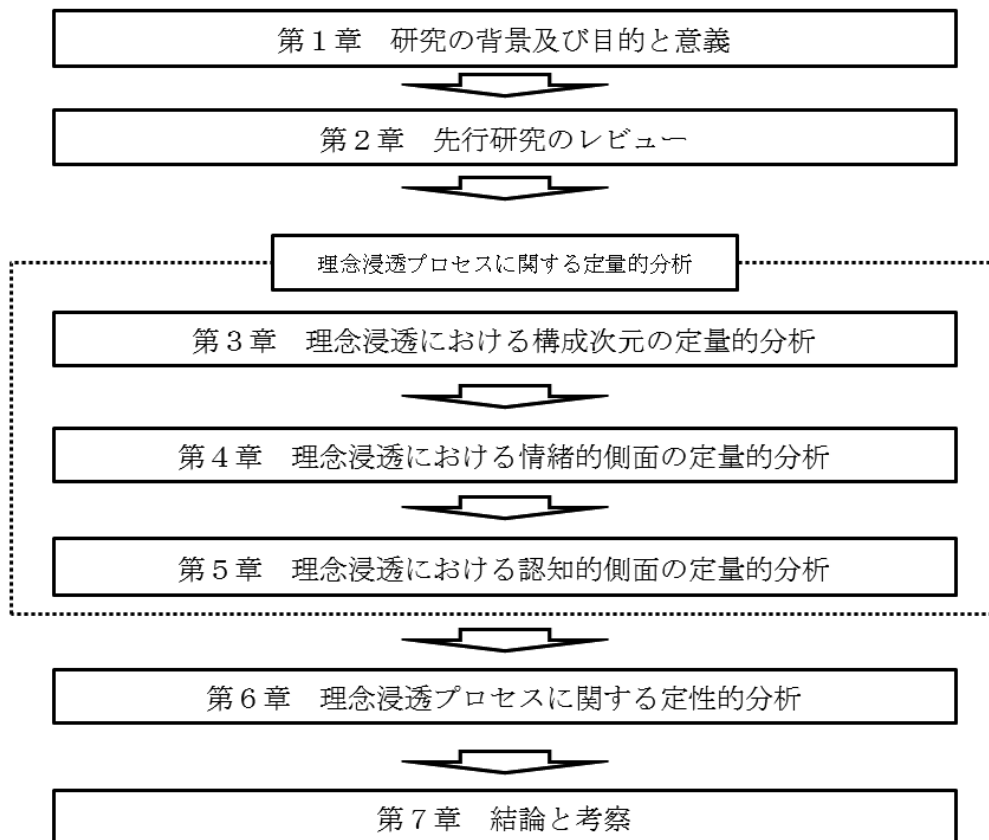 第１章　研究の背景及び目的と意義
第２章　先行研究のレビュー
理念浸透プロセスに関する定量的分析
第３章　理念浸透における構成次元の定量的分析
第４章　理念浸透における情緒的側面の定量的分析
第５章　理念浸透における認知的側面の定量的分析
第６章　理念浸透プロセスに関する定性的分析
第７章　結論と考察